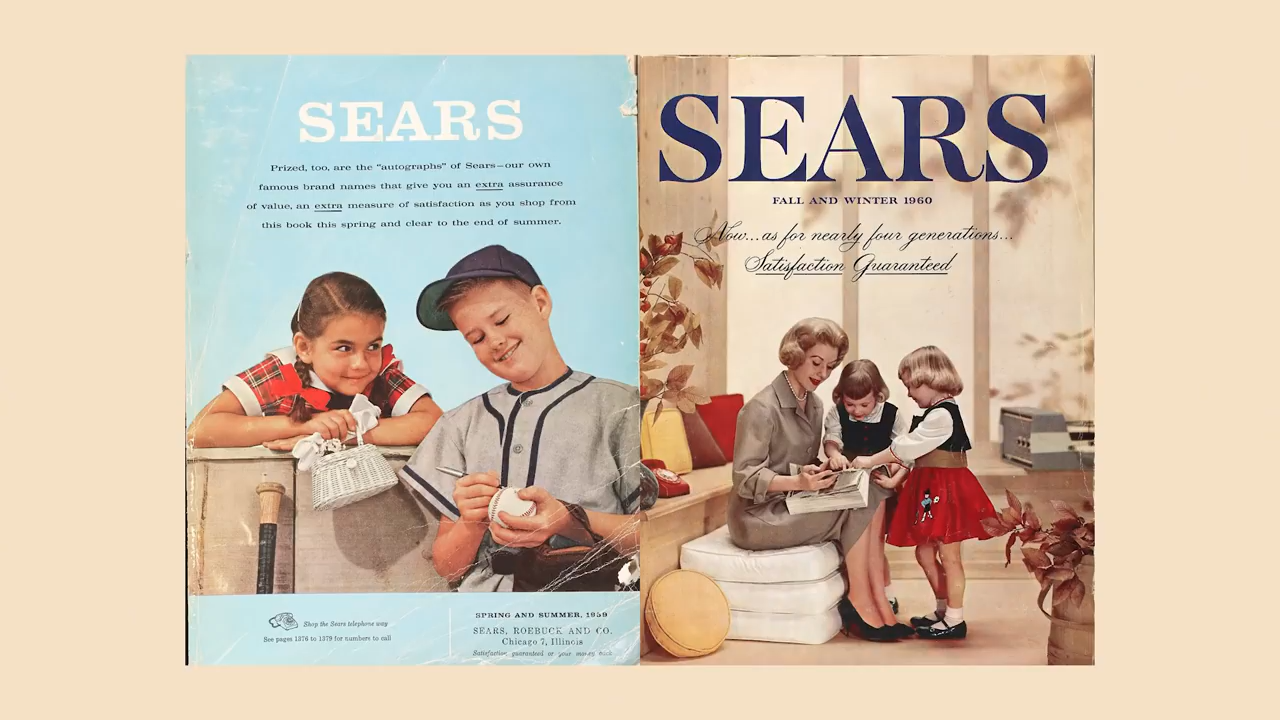 SEARS
Prized, too, are the "autographs" of Sears—our own
famous brand names that give you an extra assurance
of value, an extra measure of satisfaction as you shop from
this book this spring and clear to the end of summer.
Shop the Sears telephone way
See pages 1376 to 1379 for numbers to call
SPRING AND SUMMER, 1959
SEARS, ROEBUCK AND CO.
Chicago 7, Illinois
Satisfaction guaranteed or your money back
SEARS
FALL AND WINTER 1960
Now...as for nearly four generations...
Satisfaction Guaranteed